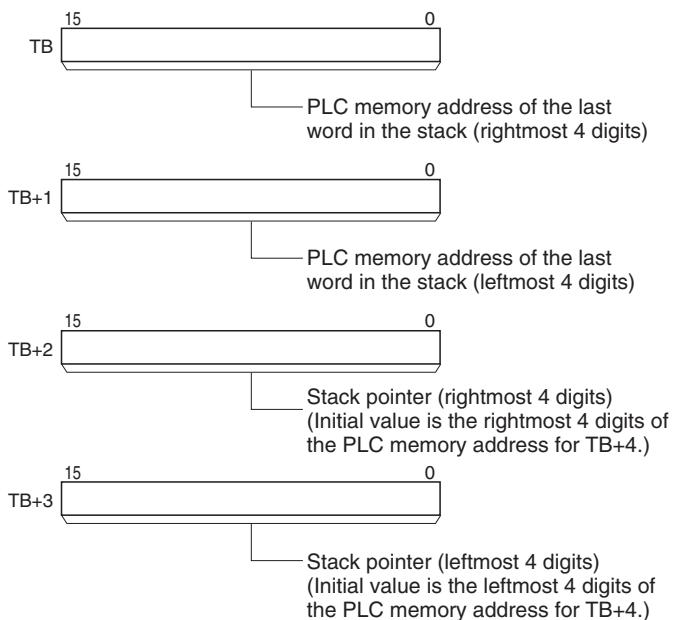 15 0
TB
PLC memory address of the last
word in the stack (rightmost 4 digits)
15 0
TB+1
PLC memory address of the last
word in the stack (leftmost 4 digits)
15 0
TB+2
Stack pointer (rightmost 4 digits)
(Initial value is the rightmost 4 digits of
the PLC memory address for TB+4.)
15 0
TB+3
Stack pointer (leftmost 4 digits)
(Initial value is the leftmost 4 digits of
the PLC memory address for TB+4.)